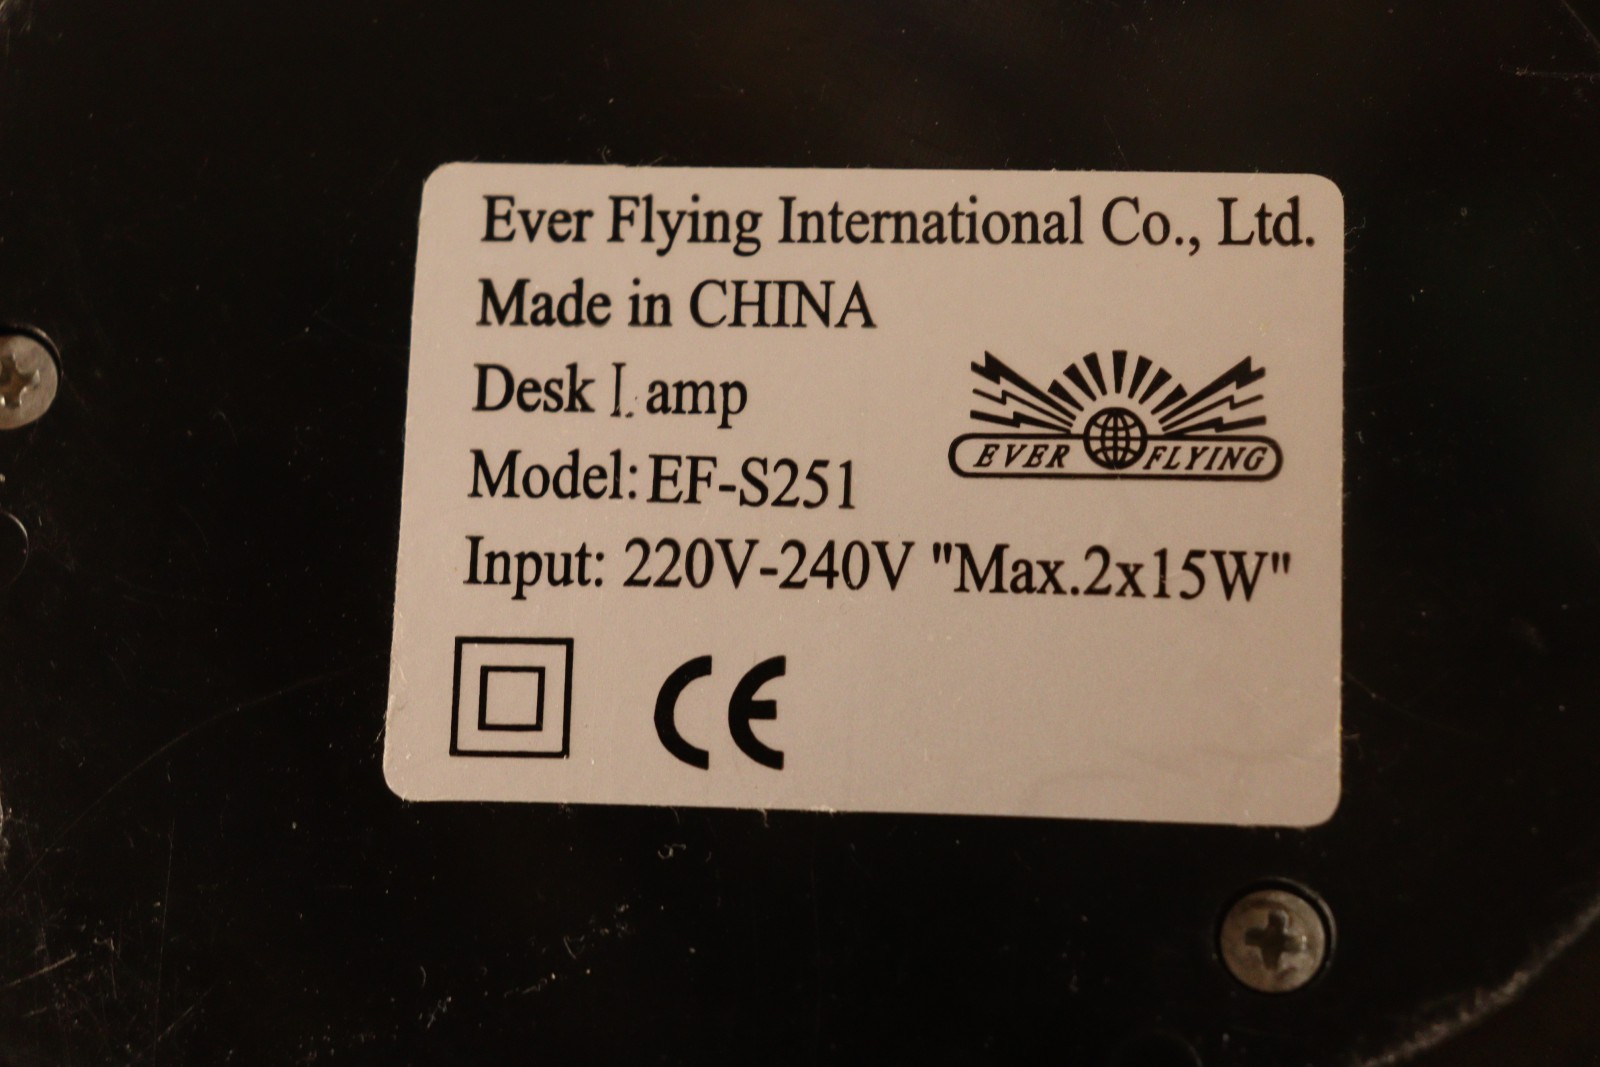 Ever Flying International Co., Ltd.
Made in CHINA
Desk Lamp
Model: EF-S251
EVER FLYING
Input: 220V-240V "Max.2x15W"
CE